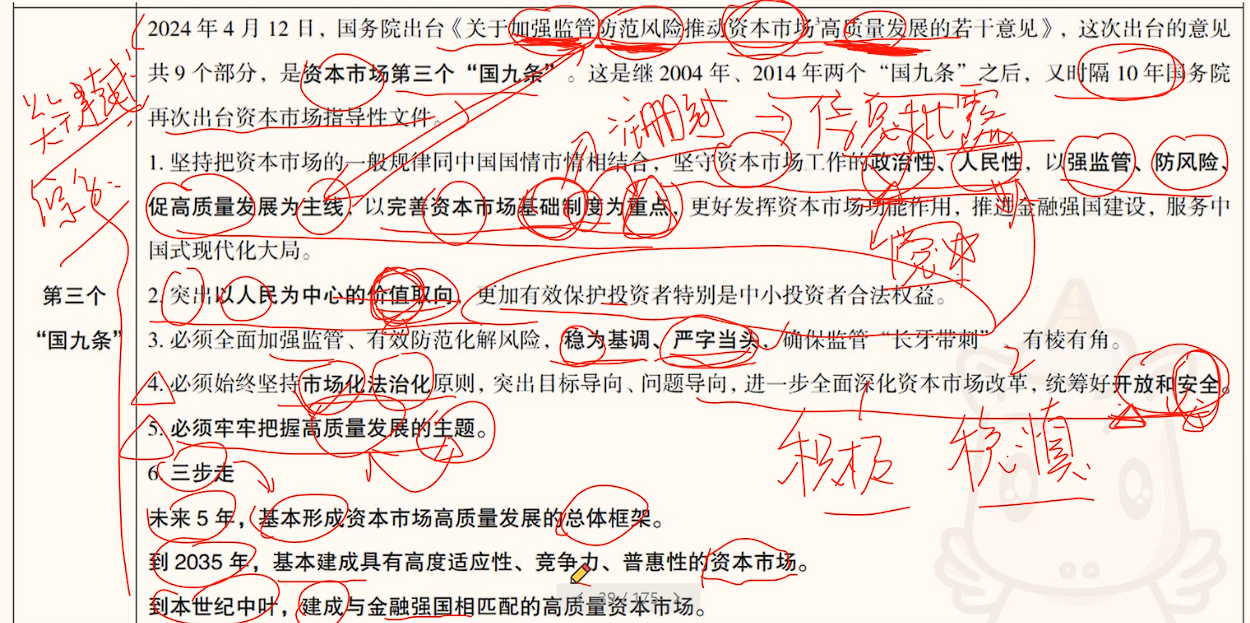 2024 年 4 月 12 日，国务院出台《关于加强监管防范风险推动资本市场高质量发展的若干意见》，这次出台的意见
共 9 个部分，是资本市场第三个“国九条”。这是继 2004 年、2014 年两个“国九条”之后，又时隔 10 年国务院
再次出台资本市场指导性文件。
注册制 ⇒ 信息披露
1. 坚持把资本市场的一般规律同中国国情市情相结合，坚守资本市场工作的政治性、人民性，以强监管、防风险、
促高质量发展为主线，以完善资本市场基础制度为重点，更好发挥资本市场功能作用，推进金融强国建设，服务中
国式现代化大局。
第三个
“国九条”
2. 突出以人民为中心的价值取向，更加有效保护投资者特别是中小投资者合法权益。
3. 必须全面加强监管、有效防范化解风险，稳为基调、严字当头，确保监管“长牙带刺”、有棱有角。
4. 必须始终坚持市场化法治化原则，突出目标导向、问题导向，进一步全面深化资本市场改革，统筹好开放和安全。
5. 必须牢牢把握高质量发展的主题。
积极 稳慎
6. 三步走
未来 5 年，基本形成资本市场高质量发展的总体框架。
到 2035 年，基本建成具有高度适应性、竞争力、普惠性的资本市场。
到本世纪中叶，建成与金融强国相匹配的高质量资本市场。
39 / 175